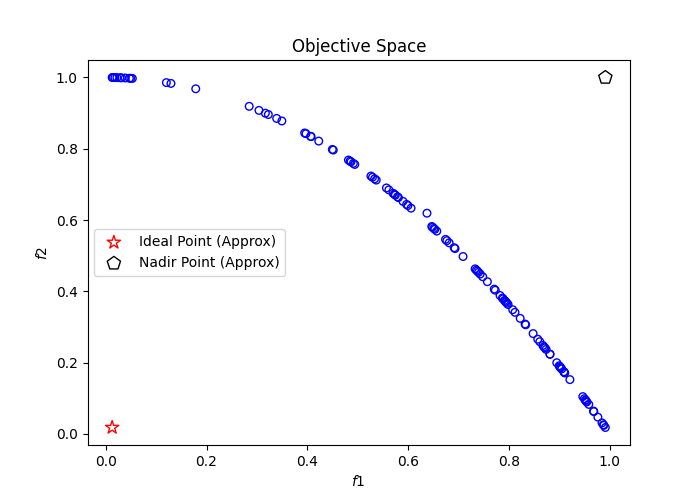 Objective Space
1.0
0.8
0.6
0.4
0.2
0.0
f2
Ideal Point (Approx)
Nadir Point (Approx)
0.0 0.2 0.4 0.6 0.8 1.0
f1